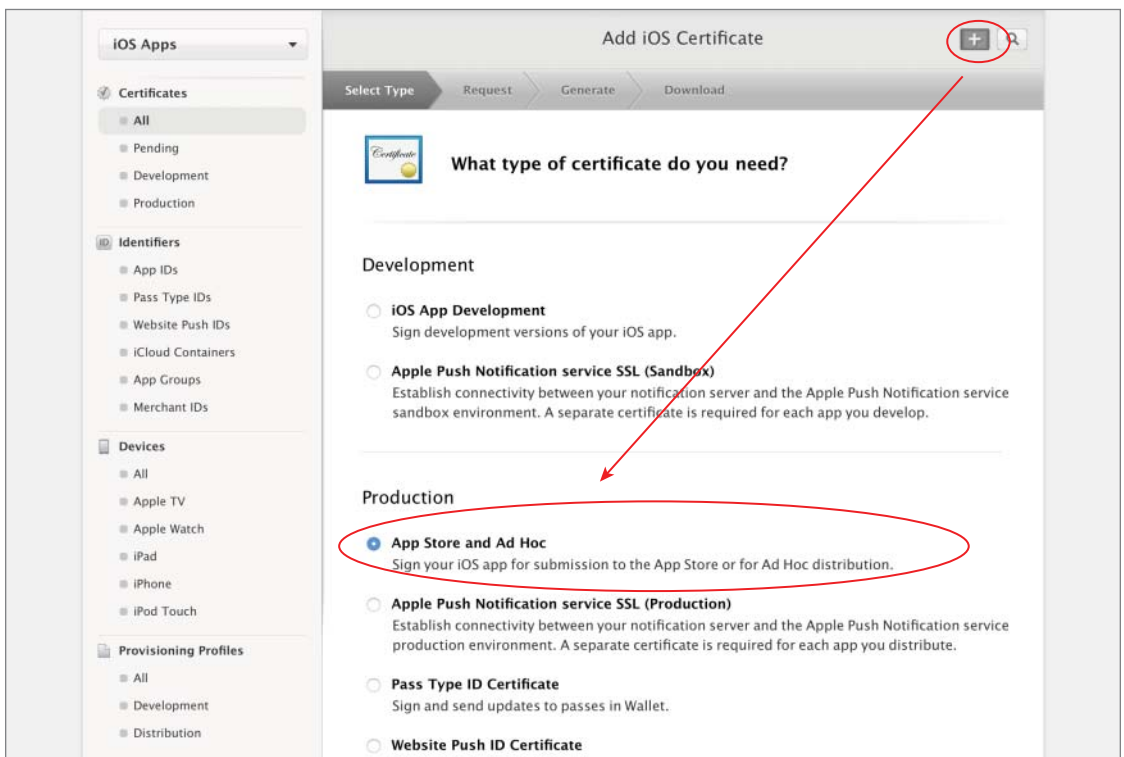 iOS Apps
Certificates
All
Pending
Development
Production
ID Identifiers
App IDs
Pass Type IDs
Website Push IDs
iCloud Containers
App Groups
Merchant IDs
Devices
All
Apple TV
Apple Watch
iPad
iPhone
iPod Touch
Provisioning Profiles
All
Development
Distribution
Add iOS Certificate
Select Type Request Generate Download
Certificate
What type of certificate do you need?
Development
iOS App Development
Sign development versions of your iOS app.
Apple Push Notification service SSL (Sandbox)
Establish connectivity between your notification server and the Apple Push Notification service
sandbox environment. A separate certificate is required for each app you develop.
Production
App Store and Ad Hoc
Sign your iOS app for submission to the App Store or for Ad Hoc distribution.
Apple Push Notification service SSL (Production)
Establish connectivity between your notification server and the Apple Push Notification service
production environment. A separate certificate is required for each app you distribute.
Pass Type ID Certificate
Sign and send updates to passes in Wallet.
Website Push ID Certificate